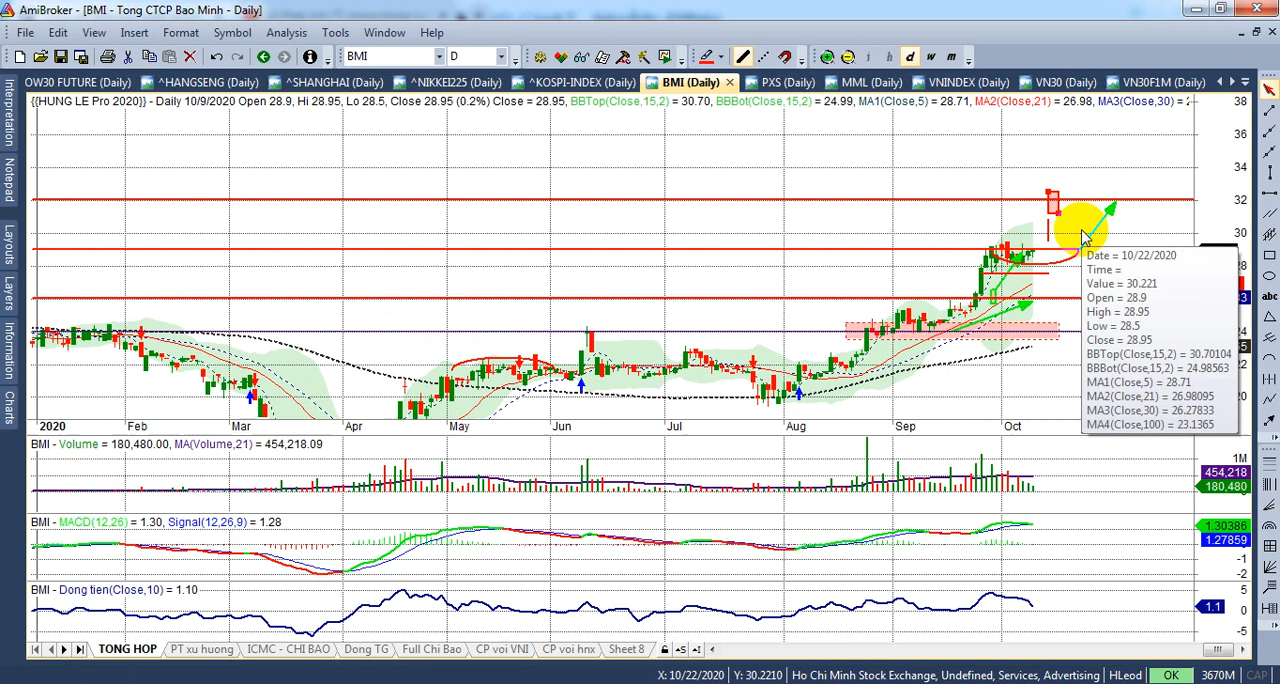 AmiBroker - [BMI - Tong CTCP Bao Minh - Daily]
File Edit View Insert Format Symbol Analysis Tools Window Help
BMI D i h i d w m
OW30 FUTURE (Daily) ^HANGSENG (Daily) ^SHANGHAI (Daily) ^NIKKEI225 (Daily) ^KOSPI-INDEX (Daily) BMI (Daily) PXS (Daily) MML (Daily) VNINDEX (Daily) VN30 (Daily) VN30F1M (Daily)
{{HUNG LE Pro 2020}} - Daily 10/9/2020 Open 28.9, Hi 28.95, Lo 28.5, Close 28.95 (0.2%) Close = 28.95, BBTop(Close,15,2) = 30.70, BBBot(Close,15,2) = 24.99, MA1(Close,5) = 28.71, MA2(Close,21) = 26.98, MA3(Close,30) =
Interpretation
Notepad
Layouts
Layers
Information
Charts
38
36
34
32
30
28
24
22
20
abc
Date = 10/22/2020
Time =
Value = 30.221
Open = 28.9
High = 28.95
Low = 28.5
Close = 28.95
BBTop(Close,15,2) = 30.70104
BBBot(Close,15,2) = 24.98563
MA1(Close,5) = 28.71
MA2(Close,21) = 26.98095
MA3(Close,30) = 26.27833
MA4(Close,100) = 23.1365
2020 Feb Mar Apr May Jun Jul Aug Sep Oct
BMI - Volume = 180,480.00, MA(Volume,21) = 454,218.09
1M
454,218
180,480
BMI - MACD(12,26) = 1.30, Signal(12,26,9) = 1.28
1.30386
1.27859
-1
-2
BMI - Dong tien(Close,10) = 1.10
5
1.1
0
-5
TONG HOP PT xu huong ICMC - CHI BAO Dong TG Full Chi Bao CP voi VNI CP voi hnx Sheet 8
X: 10/22/2020 Y: 30.2210 Ho Chi Minh Stock Exchange, Undefined, Services, Advertising HLeod OK 3670M CAP